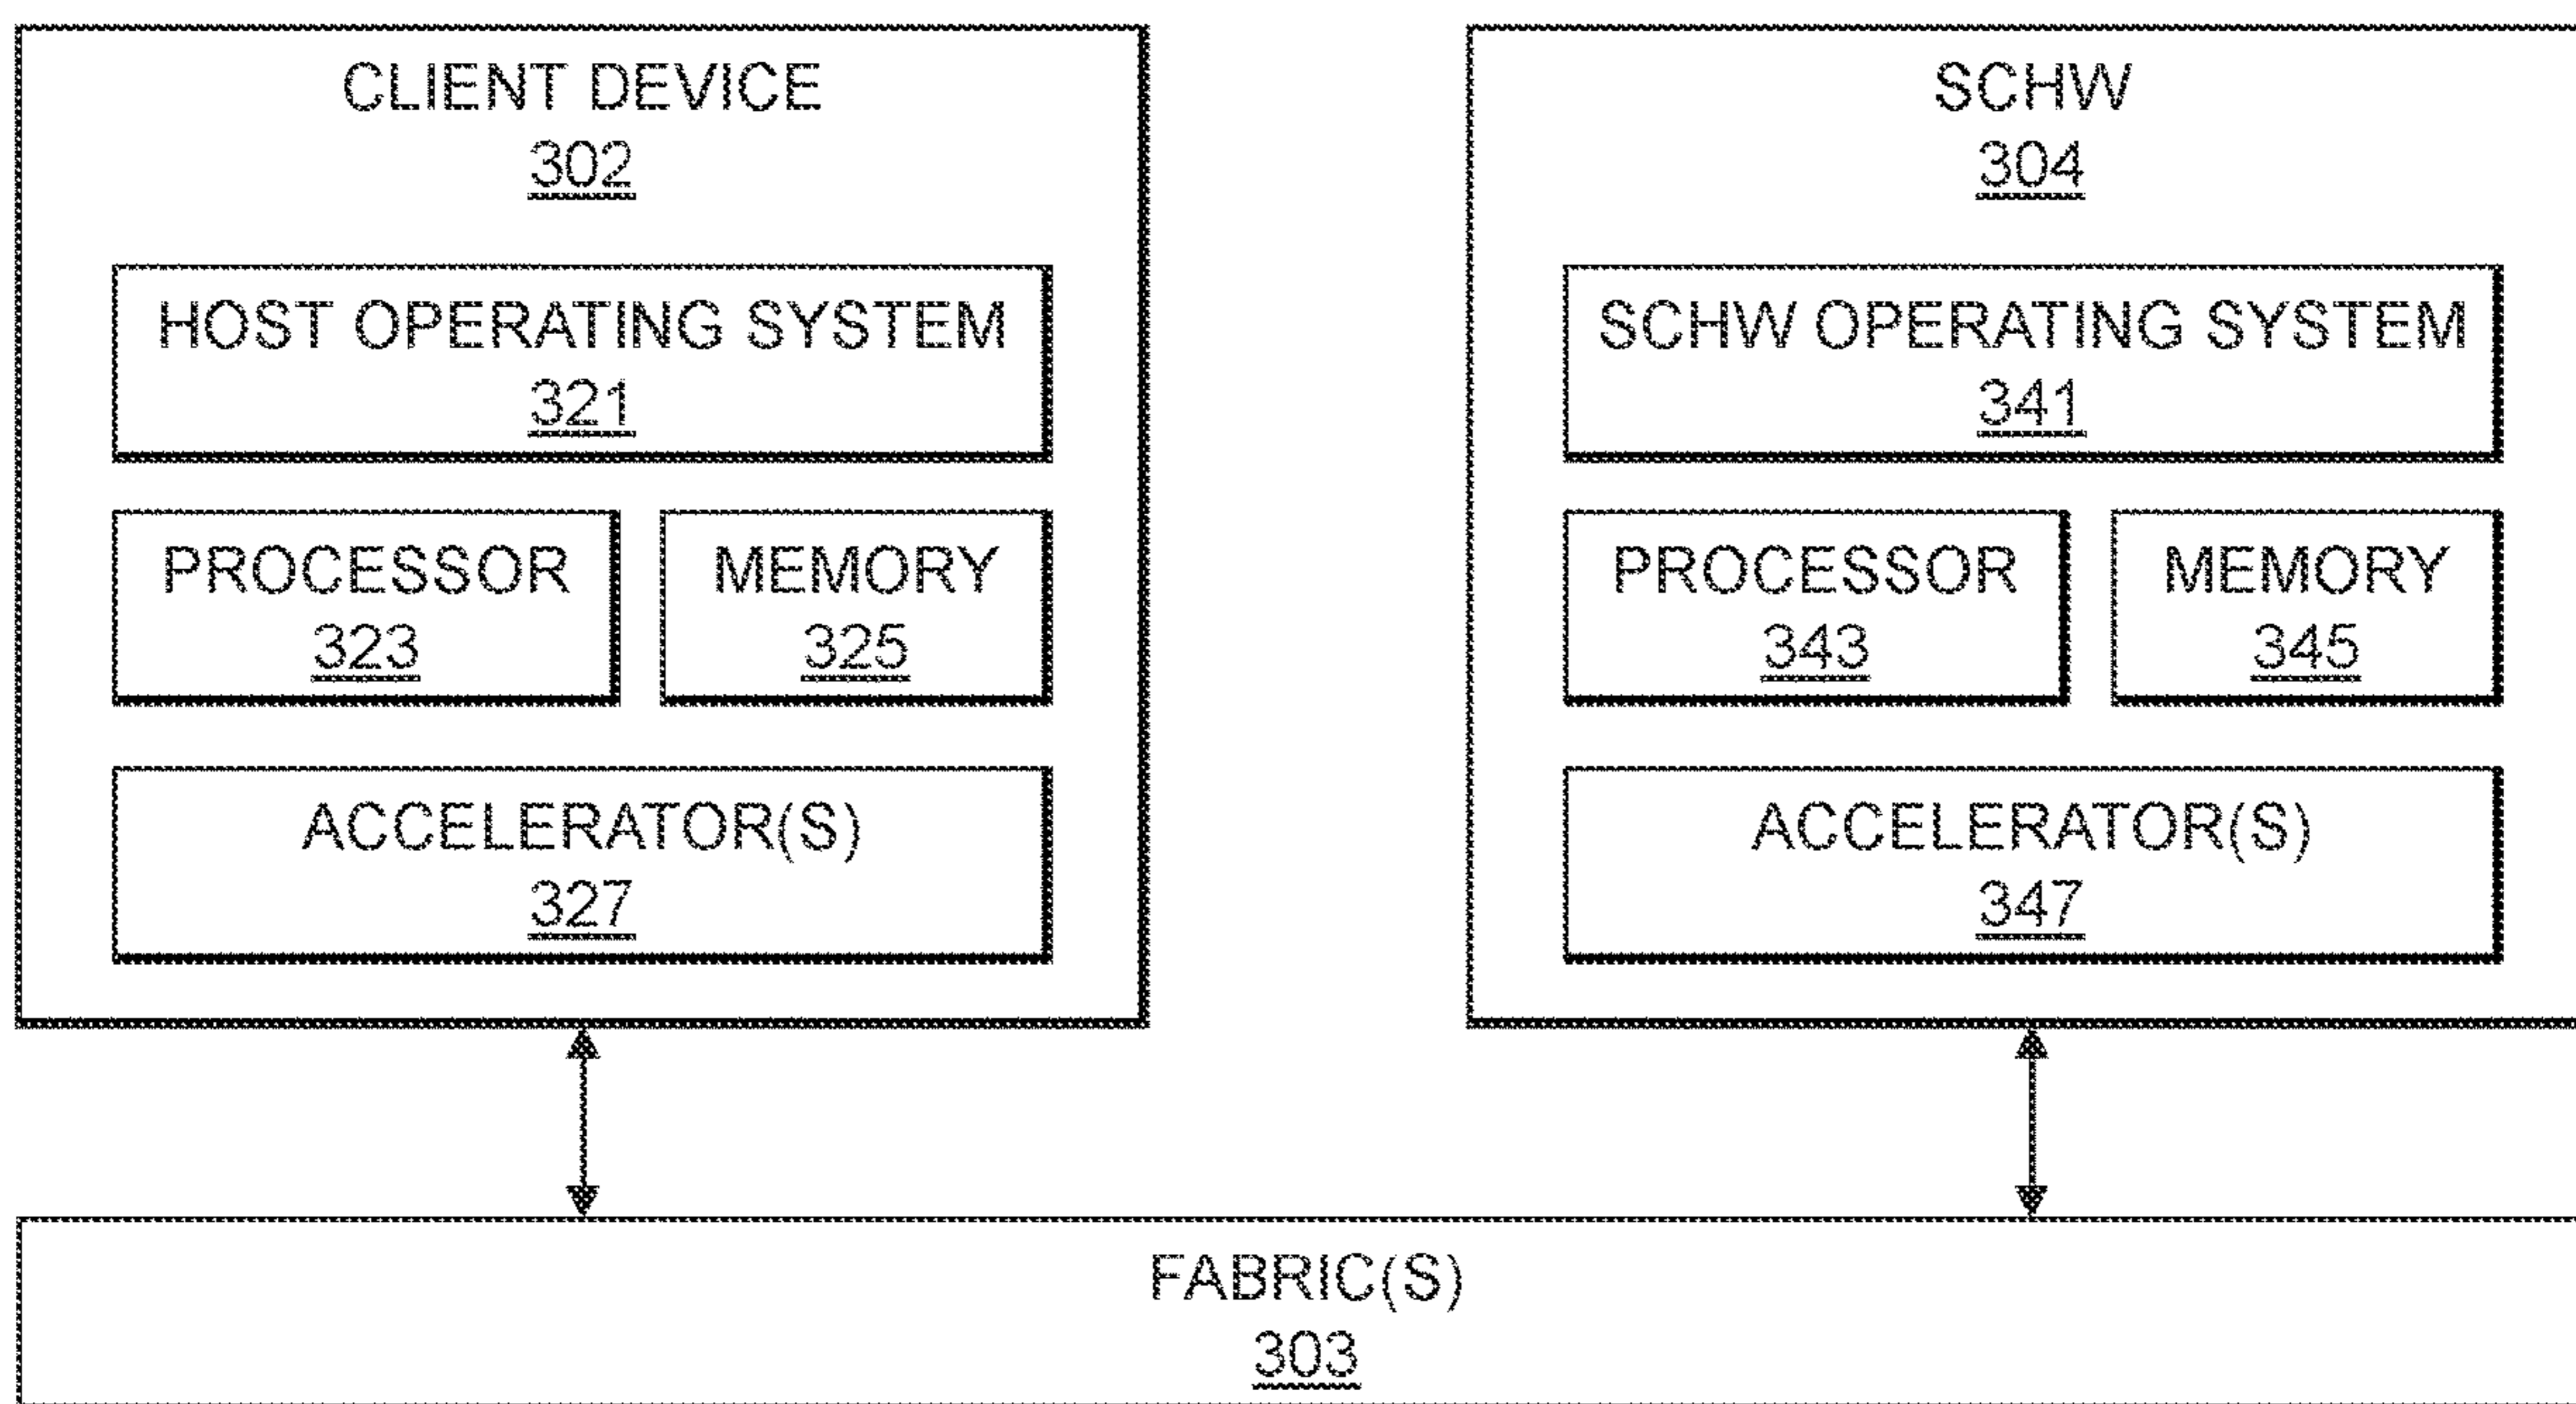 CLIENT DEVICE
302
HOST OPERATING SYSTEM
321
PROCESSOR
323
MEMORY
325
ACCELERATOR(S)
327
SCHW
304
SCHW OPERATING SYSTEM
341
PROCESSOR
343
MEMORY
345
ACCELERATOR(S)
347
FABRIC(S)
303